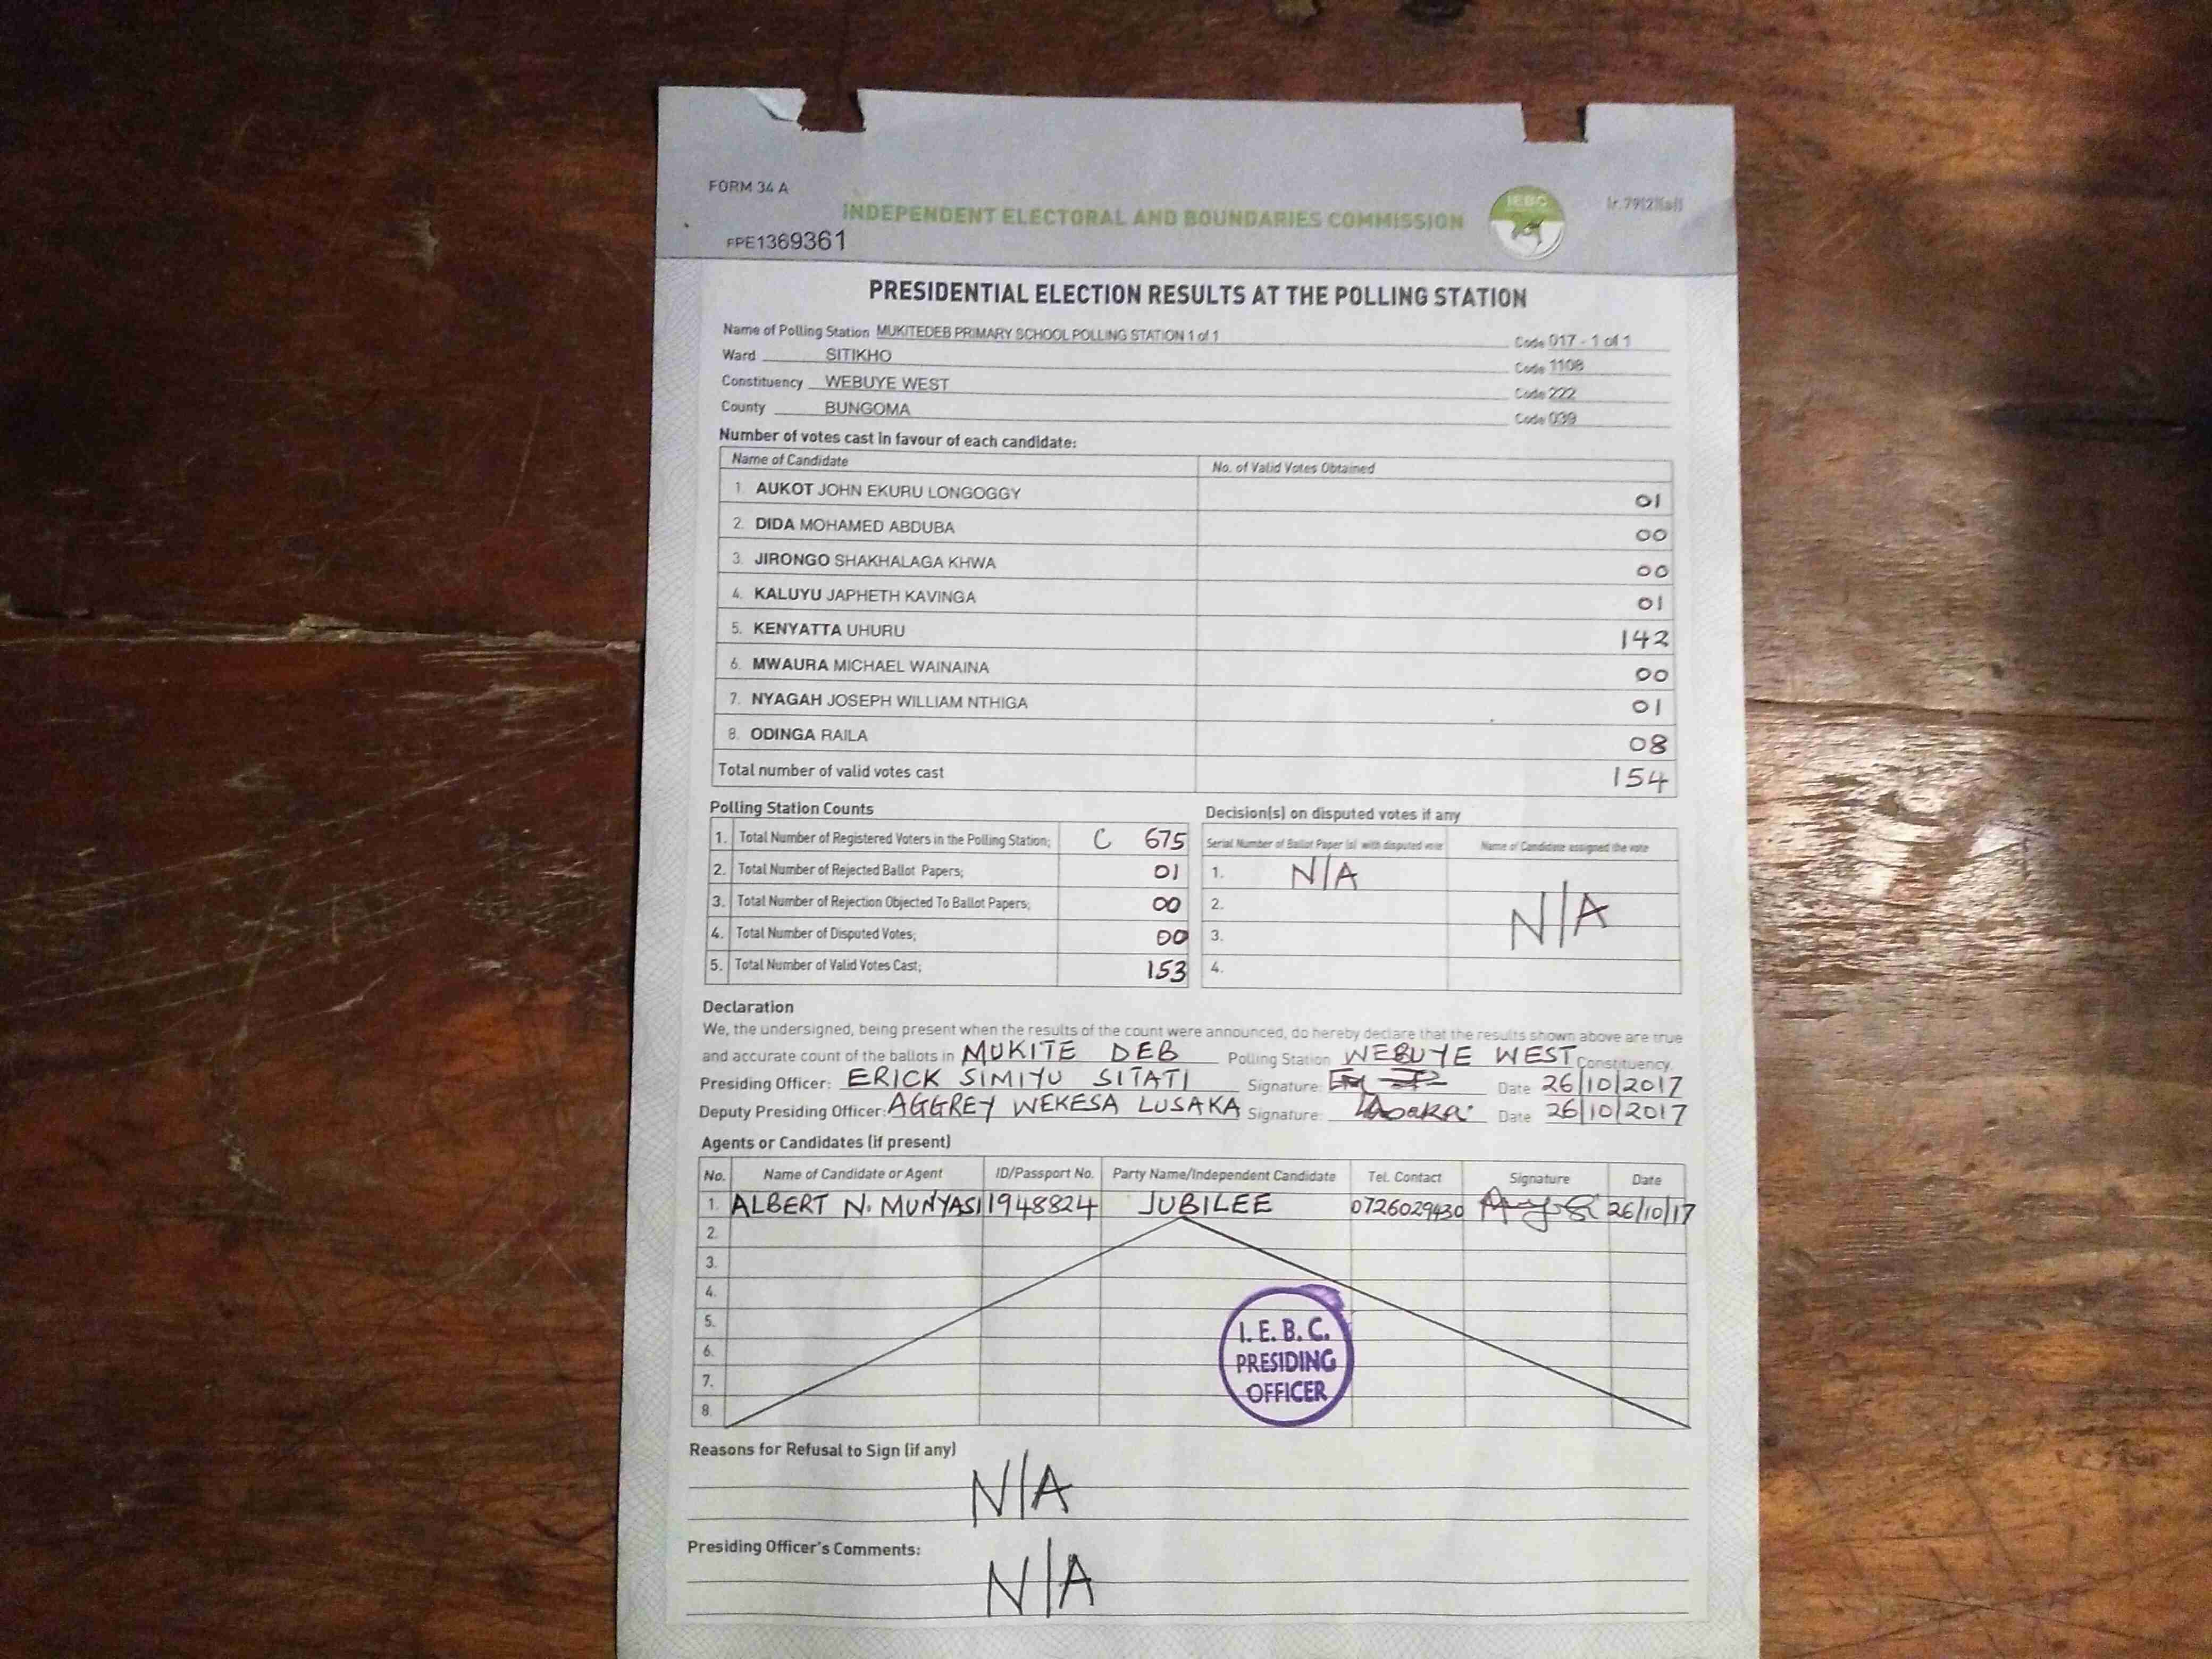 FORM 34 A
INDEPENDENT ELECTORAL AND BOUNDARIES COMMISSION
IEBC
(r.79(2)(a))
FPE1369361
PRESIDENTIAL ELECTION RESULTS AT THE POLLING STATION
Name of Polling Station MUKITEDEB PRIMARY SCHOOL POLLING STATION 1 of 1 Code 017 - 1 of 1
Ward SITIKHO Code 1108
Constituency WEBUYE WEST Code 222
County BUNGOMA Code 039
Number of votes cast in favour of each candidate:
Name of Candidate No. of Valid Votes Obtained
1. AUKOT JOHN EKURU LONGOGGY 01
2. DIDA MOHAMED ABDUBA 00
3. JIRONGO SHAKHALAGA KHWA 00
4. KALUYU JAPHETH KAVINGA 01
5. KENYATTA UHURU 142
6. MWAURA MICHAEL WAINAINA 00
7. NYAGAH JOSEPH WILLIAM NTHIGA 01
8. ODINGA RAILA 08
Total number of valid votes cast 154
Polling Station Counts
1. Total Number of Registered Voters in the Polling Station; C 675
2. Total Number of Rejected Ballot Papers; 01
3. Total Number of Rejection Objected To Ballot Papers; 00
4. Total Number of Disputed Votes; 00
5. Total Number of Valid Votes Cast; 153
Decision(s) on disputed votes if any
Serial Number of Ballot Paper (s) with disputed vote Name of Candidate assigned the vote
1. N/A
2. N/A
3.
4.
Declaration
We, the undersigned, being present when the results of the count were announced, do hereby declare that the results shown above are true
and accurate count of the ballots in MUKITE DEB Polling Station WEBUYE WEST Constituency
Presiding Officer: ERICK SIMIYU SITATI Signature: Date 26/10/2017
Deputy Presiding Officer: AGGREY WEKESA LUSAKA Signature: Date 26/10/2017
Agents or Candidates (if present)
No. Name of Candidate or Agent ID/Passport No. Party Name/Independent Candidate Tel. Contact Signature Date
1. ALBERT N. MUNYASI 1948824 JUBILEE 0726029430 26/10/17
2.
3.
4.
5.
6.
7.
8.
I.E.B.C.
PRESIDING
OFFICER
Reasons for Refusal to Sign (if any)
N/A
Presiding Officer's Comments:
N/A